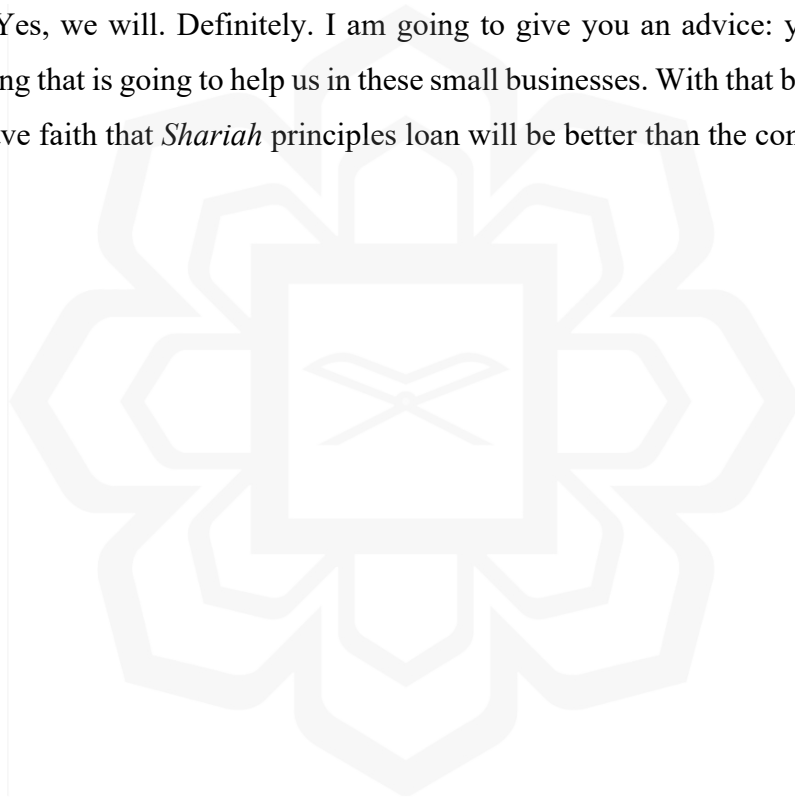 Yes, we will. Definitely. I am going to give you an advice: y
ng that is going to help us in these small businesses. With that b
ve faith that Shariah principles loan will be better than the con